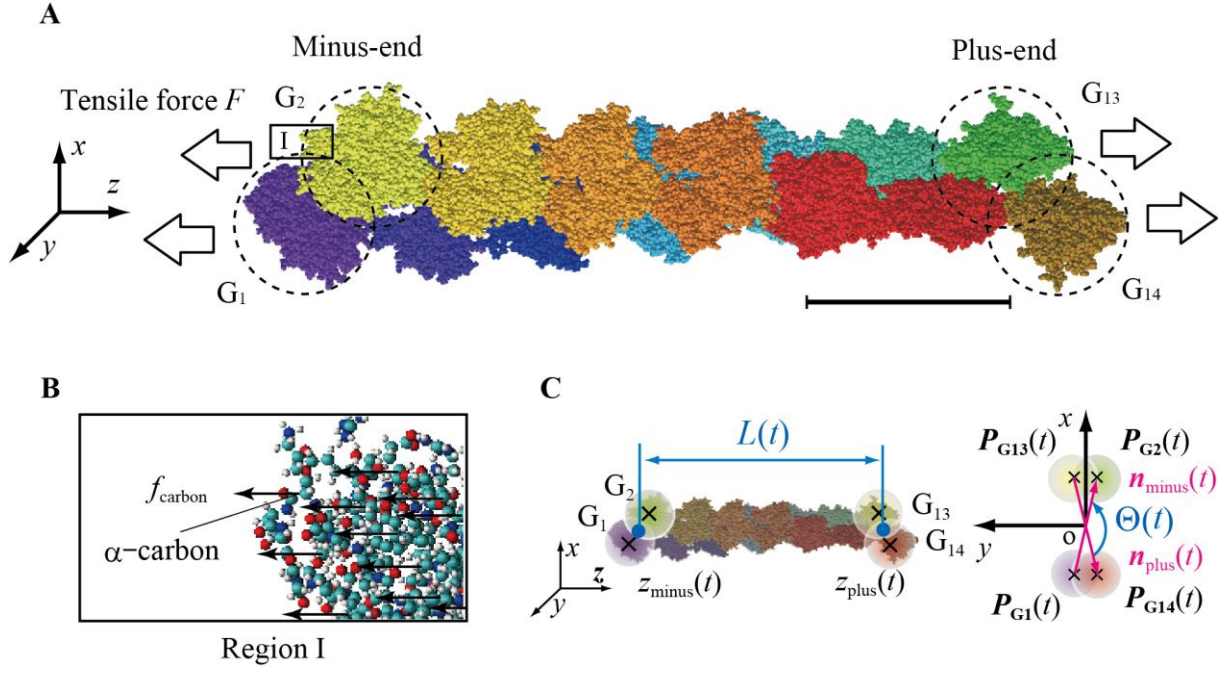 A
Minus-end
Plus-end
Tensile force F
G2
G13
I
x
z
y
G1
G14
B
fcarbon
α-carbon
Region I
C
L(t)
G2
G1
G13
G14
x
z
y
zminus(t)
zplus(t)
x
PG13(t)
PG2(t)
nminus(t)
Θ(t)
y
o
nplus(t)
PG1(t)
PG14(t)